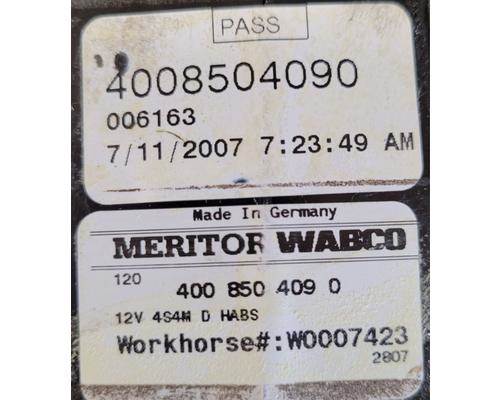 PASS
4008504090
006163
7/11/2007 7:23:49 AM
Made In Germany
MERITOR WABCO
120
400 850 409 0
12V 4S4M D HABS
Workhorse#:W0007423
2807